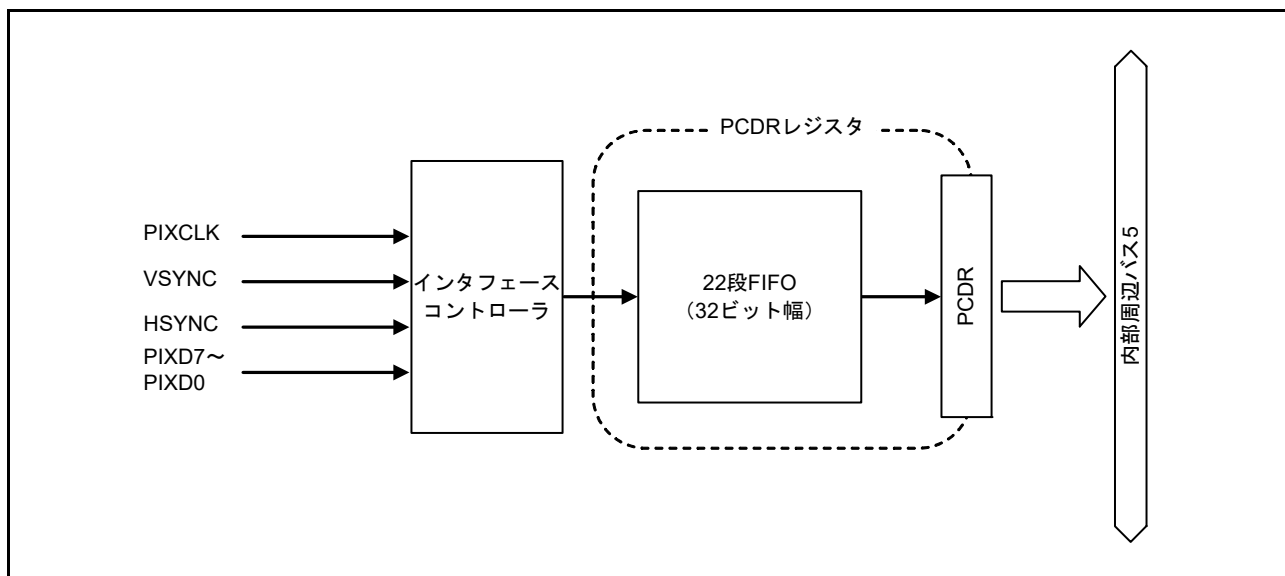 PCDRレジスタ
PIXCLK
VSYNC
HSYNC
PIXD7～
PIXD0
インタフェース
コントローラ
22段FIFO
（32ビット幅）
PCDR
内部周辺バス5